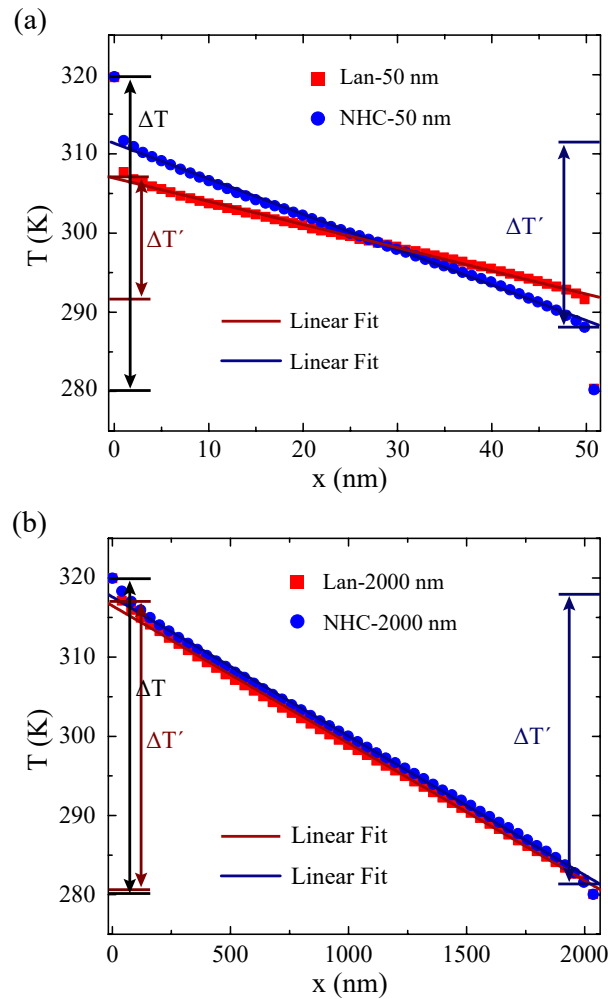 (a)
320
310
300
290
280
T (K)
ΔT
ΔT′
Lan-50 nm
NHC-50 nm
ΔT′
Linear Fit
Linear Fit
0 10 20 30 40 50
x (nm)
(b)
320
310
300
290
280
T (K)
Lan-2000 nm
NHC-2000 nm
ΔT
ΔT′
ΔT′
Linear Fit
Linear Fit
0 500 1000 1500 2000
x (nm)